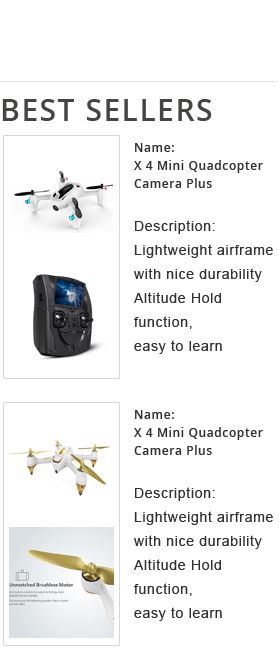 BEST SELLERS
Name:
X 4 Mini Quadcopter
Camera Plus
Description:
Lightweight airframe
with nice durability
Altitude Hold
function,
easy to learn
Name:
X 4 Mini Quadcopter
Camera Plus
Description:
Lightweight airframe
with nice durability
Altitude Hold
function,
easy to learn
Unmatched Brushless Motor